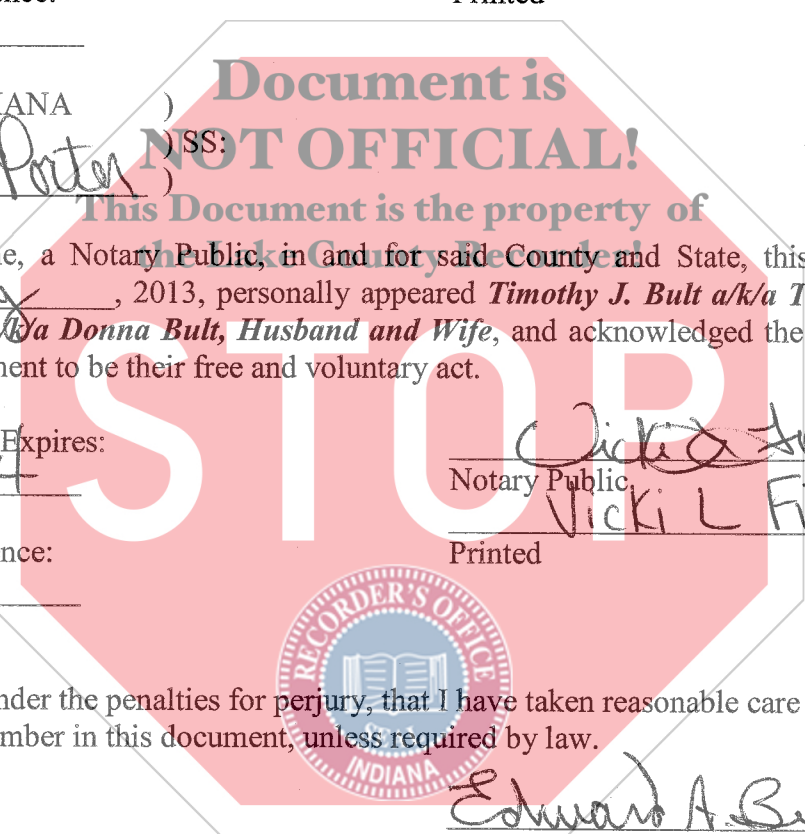 Printed
Document is
IANA )
NOT OFFICIAL!
Porter ) SS:
)
This Document is the property of
the Lake County Recorder!
e, a Notary Public, in and for said County and State, this
, 2013, personally appeared Timothy J. Bult a/k/a T
/k/a Donna Bult, Husband and Wife, and acknowledged the
ent to be their free and voluntary act.
STOP
Expires:
Notary Public
Vicki L
nce:
Printed
RECORDER'S OFFICE
nder the penalties for perjury, that I have taken reasonable care
mber in this document, unless required by law.
INDIANA
Edward A. B